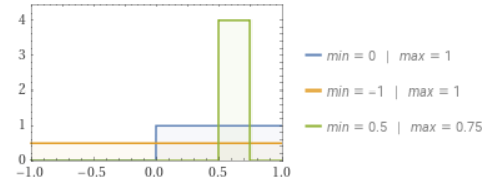 4
3
2
1
0
−1.0 −0.5 0.0 0.5 1.0
min = 0 | max = 1
min = −1 | max = 1
min = 0.5 | max = 0.75